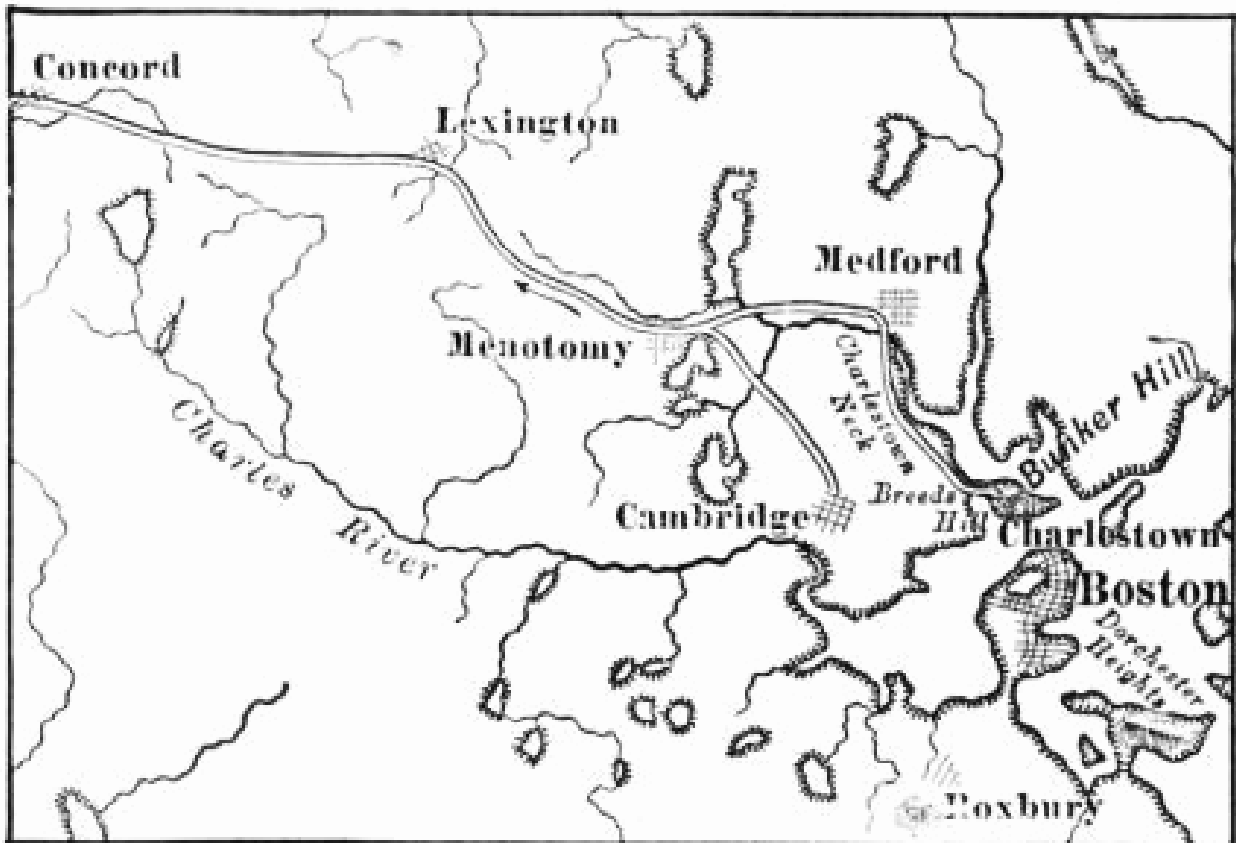 Concord
Lexington
Medford
Menotomy
Charlestown
Neck
Bunker Hill
Charles River
Cambridge
Breeds
Hill
Charlestown
Boston
Dorchester
Heights
Roxbury